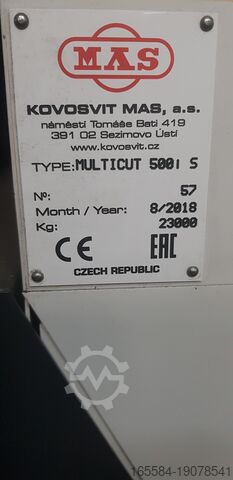 MAS
KOVOSVIT MAS, a.s.
náměstí Tomáše Bati 419
391 02 Sezimovo Ústí
www.kovosvit.cz
TYPE: MULTICUT 500i S
No: 57
Month / Year: 8/2018
Kg: 23000
CE EAC
CZECH REPUBLIC
165584-19078541